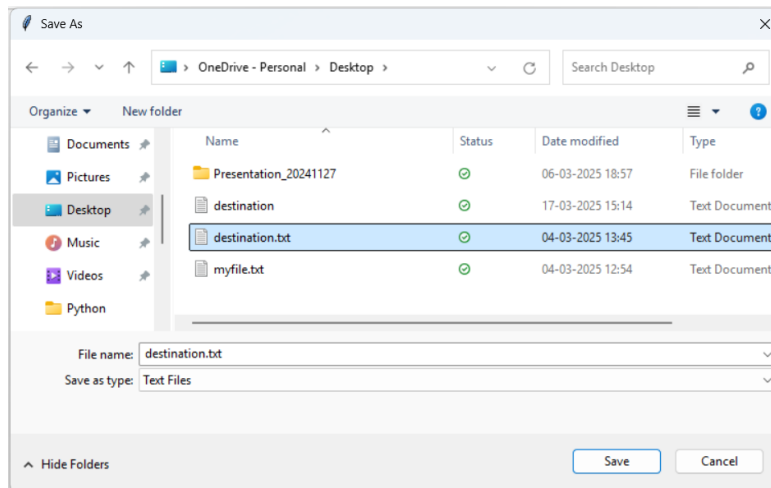 Save As
OneDrive - Personal > Desktop >
Search Desktop
Organize
New folder
?
Name
Status
Date modified
Type
Documents
Pictures
Desktop
Music
Videos
Python
Presentation_20241127
06-03-2025 18:57
File folder
destination
17-03-2025 15:14
Text Document
destination.txt
04-03-2025 13:45
Text Document
myfile.txt
04-03-2025 12:54
Text Document
File name: destination.txt
Save as type: Text Files
Hide Folders
Save
Cancel